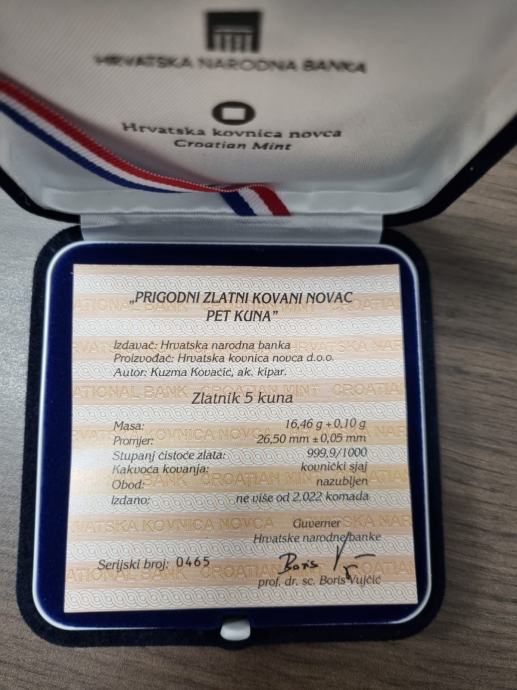 HRVATSKA NARODNA BANKA
Hrvatska kovnica novca
Croatian Mint
„PRIGODNI ZLATNI KOVANI NOVAC
PET KUNA”
Izdavač: Hrvatska narodna banka
Proizvođač: Hrvatska kovnica novca d.o.o.
Autor: Kuzma Kovačić, ak. kipar.
Zlatnik 5 kuna
Masa: 16,46 g + 0,10 g
Promjer: 26,50 mm ± 0,05 mm
Stupanj čistoće zlata: 999,9/1000
Kakvoća kovanja: kovnički sjaj
Obod: nazubljen
Izdano: ne više od 2.022 komada
Guverner
Hrvatske narodne banke
Serijski broj: 0465
Boris
prof. dr. sc. Boris Vujčić